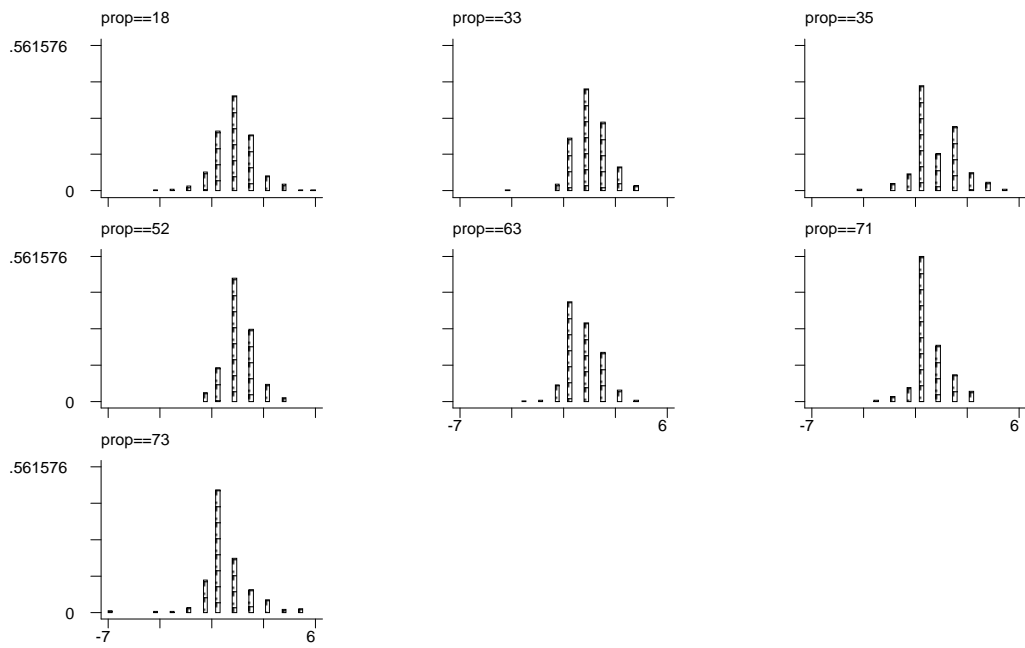 prop==18 prop==33 prop==35
.561576
0
prop==52 prop==63 prop==71
.561576
0
-7 6 -7 6
prop==73
.561576
0
-7 6